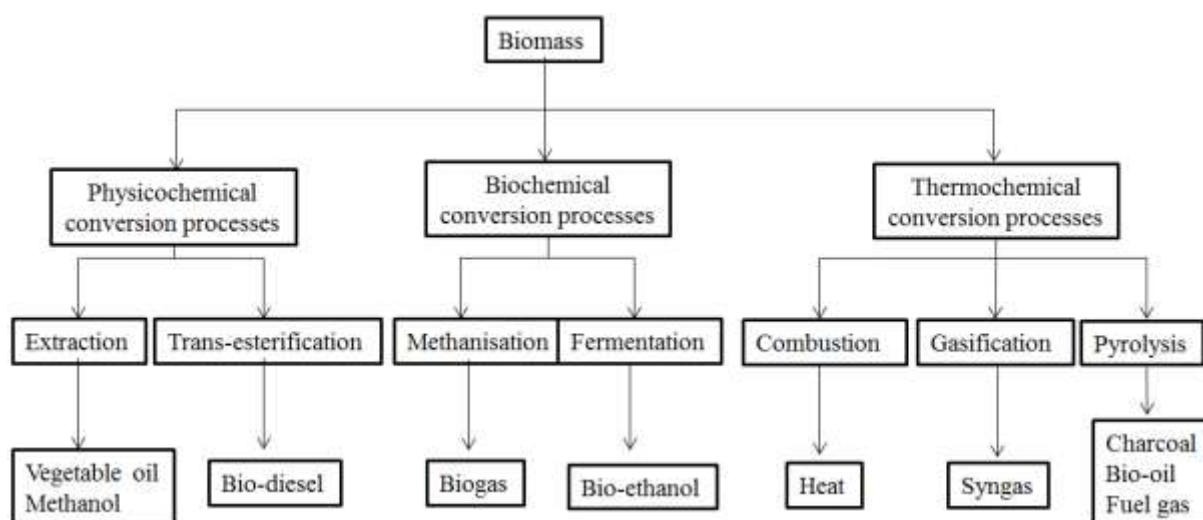 Biomass
Physicochemical
conversion processes
Biochemical
conversion processes
Thermochemical
conversion processes
Extraction
Trans-esterification
Methanisation
Fermentation
Combustion
Gasification
Pyrolysis
Vegetable oil
Methanol
Bio-diesel
Biogas
Bio-ethanol
Heat
Syngas
Charcoal
Bio-oil
Fuel gas